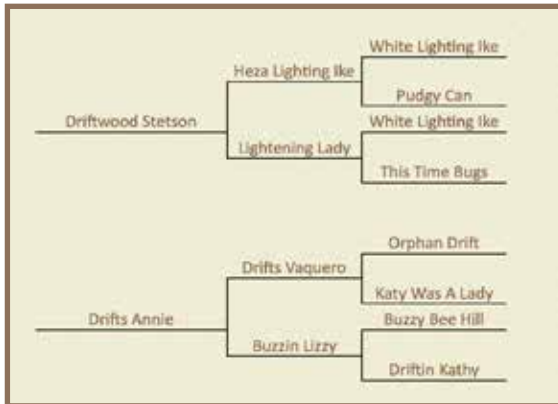 White Lighting Ike
Heza Lighting Ike
Pudgy Can
Driftwood Stetson
White Lighting Ike
Lightening Lady
This Time Bugs
Orphan Drift
Drifts Vaquero
Katy Was A Lady
Drifts Annie
Buzzy Bee Hill
Buzzin Lizzy
Driftin Kathy